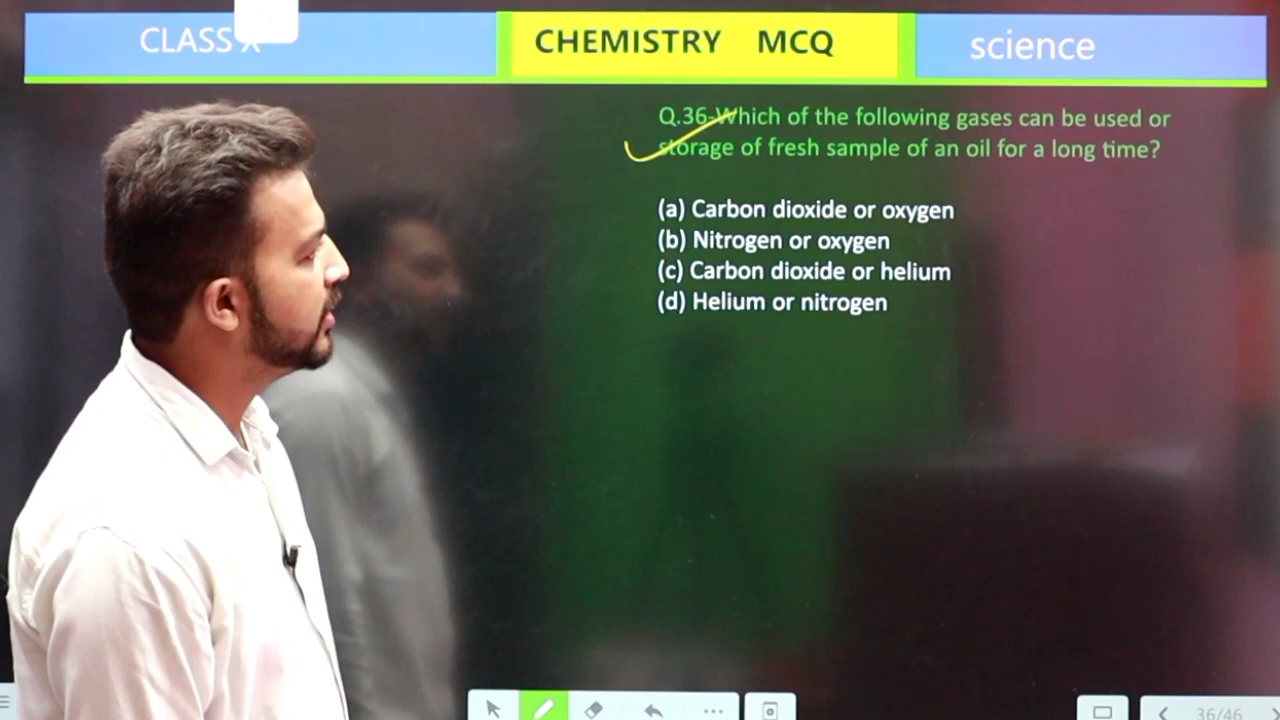 CLASS X
CHEMISTRY MCQ
science
Q.36-Which of the following gases can be used or
storage of fresh sample of an oil for a long time?
(a) Carbon dioxide or oxygen
(b) Nitrogen or oxygen
(c) Carbon dioxide or helium
(d) Helium or nitrogen
36/46